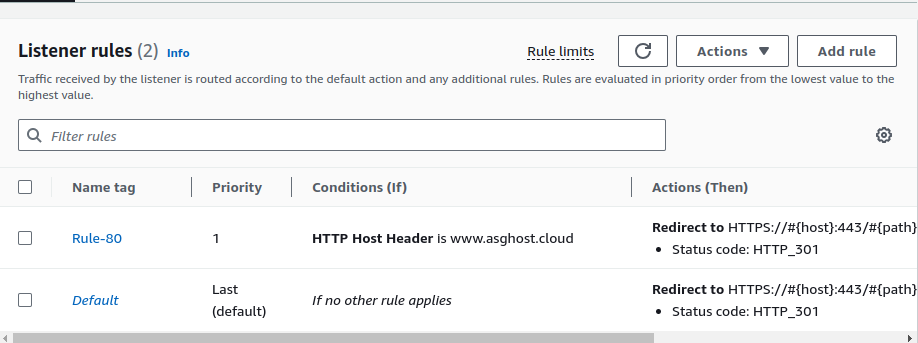 Listener rules (2) Info
Rule limits
Actions
Add rule
Traffic received by the listener is routed according to the default action and any additional rules. Rules are evaluated in priority order from the lowest value to the
highest value.
Filter rules
Name tag
Priority
Conditions (If)
Actions (Then)
Rule-80
1
HTTP Host Header is www.asghost.cloud
Redirect to HTTPS://#{host}:443/#{path}
• Status code: HTTP_301
Default
Last
(default)
If no other rule applies
Redirect to HTTPS://#{host}:443/#{path}
• Status code: HTTP_301